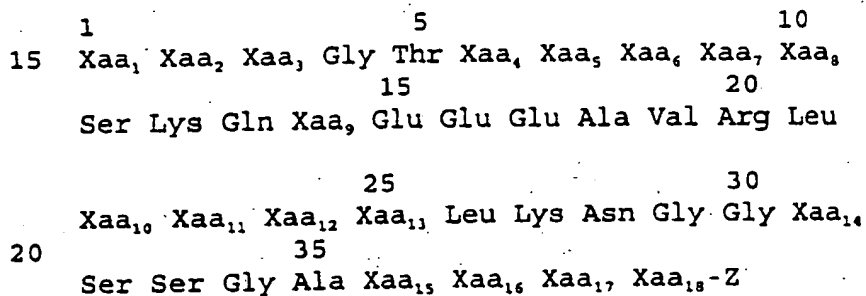 1 5 10
15 Xaa₁ Xaa₂ Xaa₃ Gly Thr Xaa₄ Xaa₅ Xaa₆ Xaa₇ Xaa₈
15 20
Ser Lys Gln Xaa₉ Glu Glu Glu Ala Val Arg Leu
25 30
Xaa₁₀ Xaa₁₁ Xaa₁₂ Xaa₁₃ Leu Lys Asn Gly Gly Xaa₁₄
20 35
Ser Ser Gly Ala Xaa₁₅ Xaa₁₆ Xaa₁₇ Xaa₁₈-Z